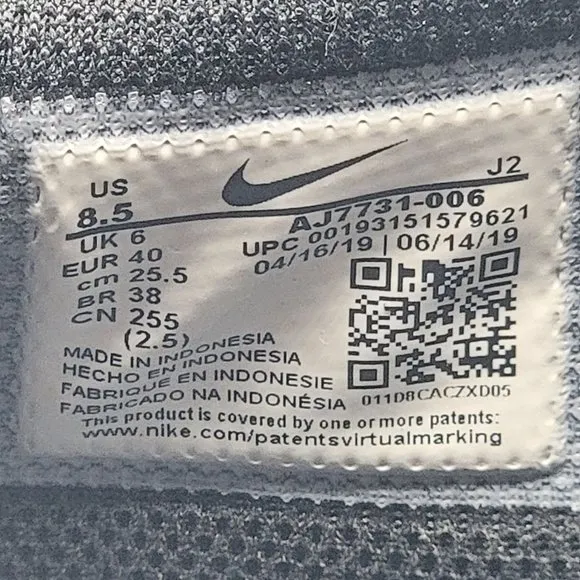 J2
US
8.5
AJ7731-006
UK 6
UPC 00193151579621
EUR 40
04/16/19 | 06/14/19
cm 25.5
BR 38
CN 255
(2.5)
MADE IN INDONESIA
HECHO EN INDONESIA
FABRIQUE EN INDONESIE
FABRICADO NA INDONÉSIA
011D8CACZXD05
This product is covered by one or more patents:
www.nike.com/patentsvirtualmarking